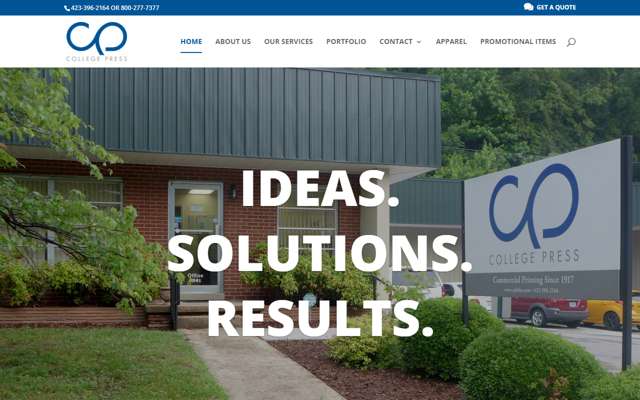 423-396-2164 OR 800-277-7377
GET A QUOTE
COLLEGE PRESS
HOME
ABOUT US
OUR SERVICES
PORTFOLIO
CONTACT
APPAREL
PROMOTIONAL ITEMS
IDEAS.
SOLUTIONS.
RESULTS.
Office
COLLEGE PRESS
Commercial Printing Since 1917